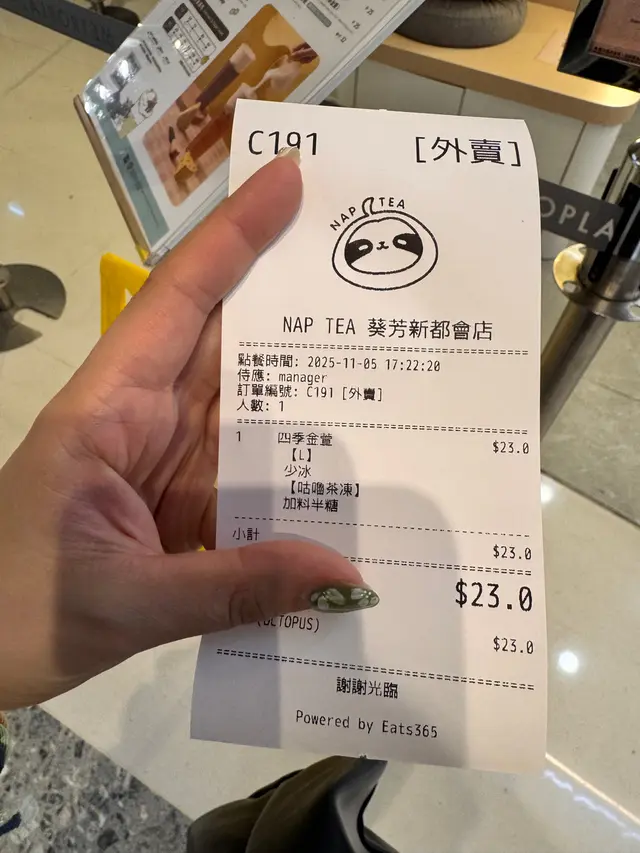 C191 [外賣]
NAP TEA
NAP TEA 葵芳新都會店
點餐時間: 2025-11-05 17:22:20
侍應: manager
訂單編號: C191 [外賣]
人數: 1
1 四季金萱 $23.0
【L】
少冰
【咕嚕茶凍】
加料半糖
小計 $23.0
$23.0
(OCTOPUS) $23.0
謝謝光臨
Powered by Eats365
OPLA